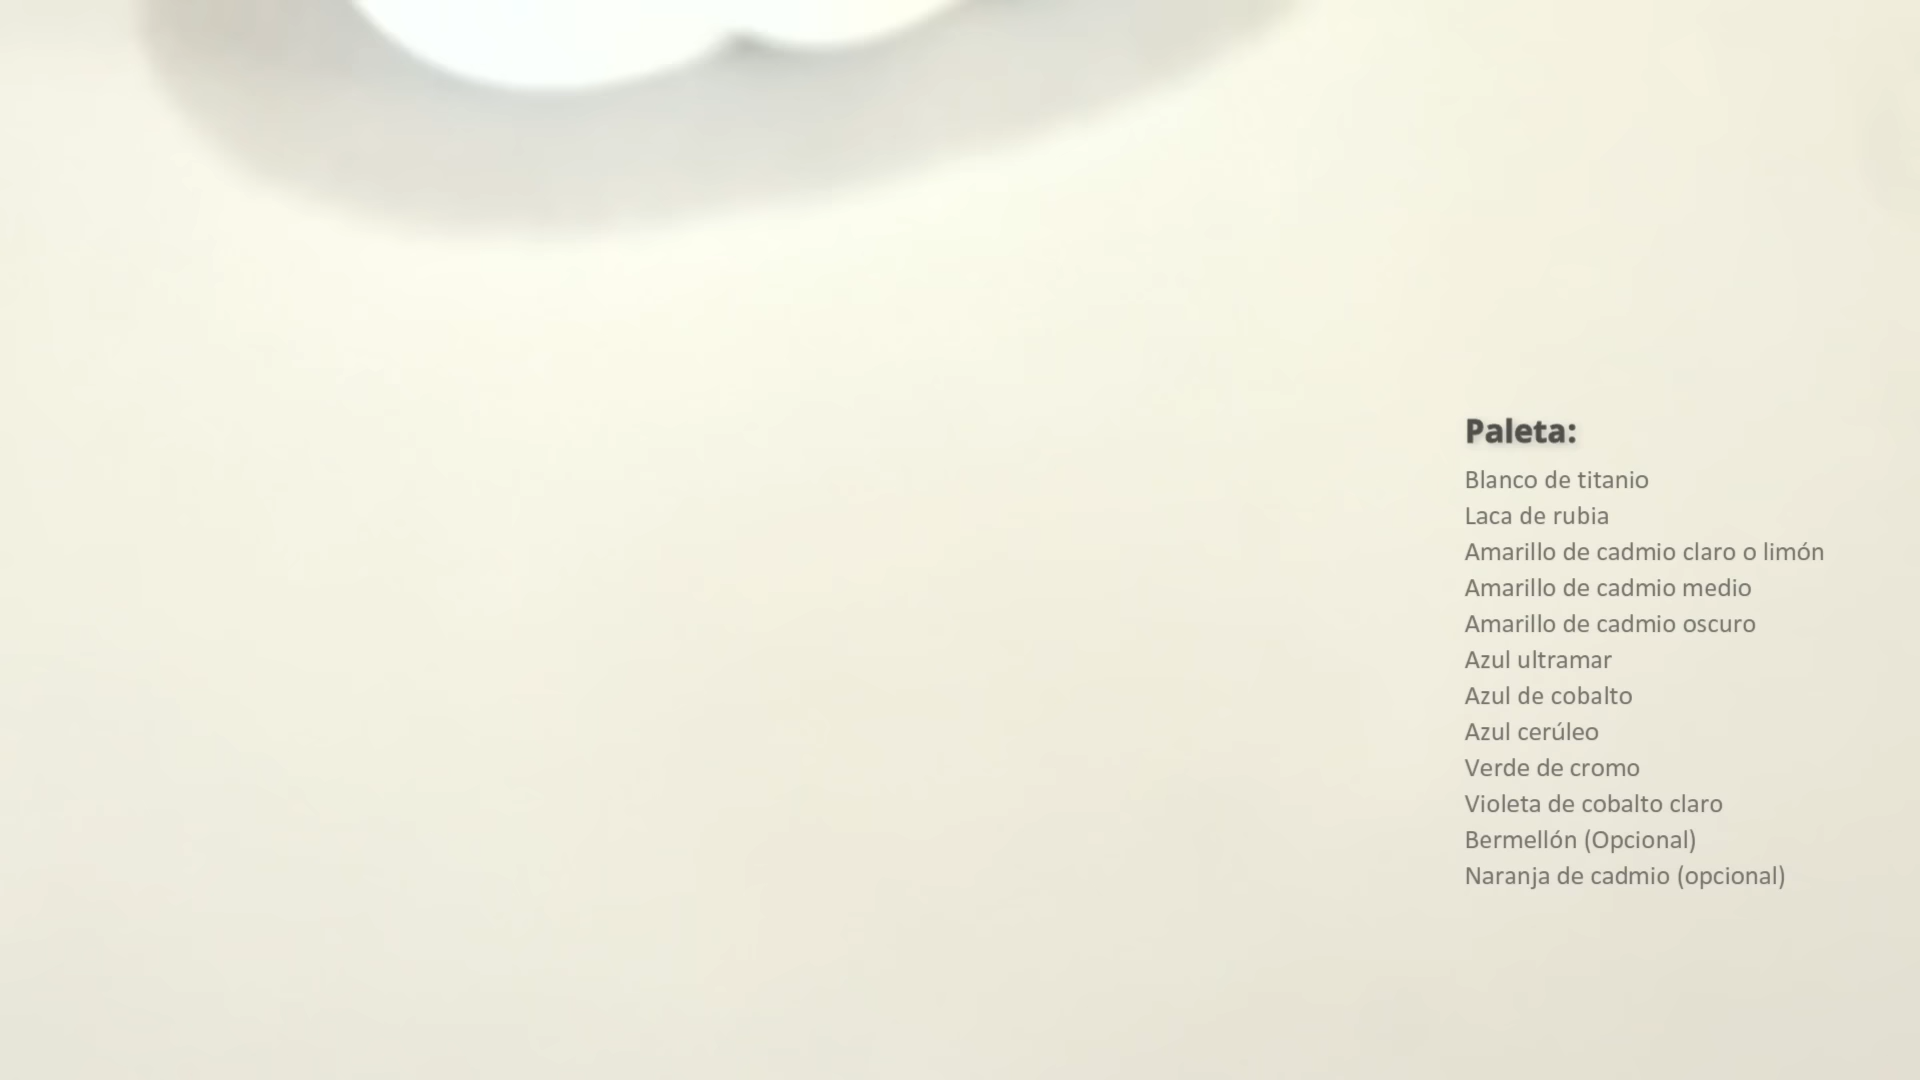 Paleta:
Blanco de titanio
Laca de rubia
Amarillo de cadmio claro o limón
Amarillo de cadmio medio
Amarillo de cadmio oscuro
Azul ultramar
Azul de cobalto
Azul cerúleo
Verde de cromo
Violeta de cobalto claro
Bermellón (Opcional)
Naranja de cadmio (opcional)